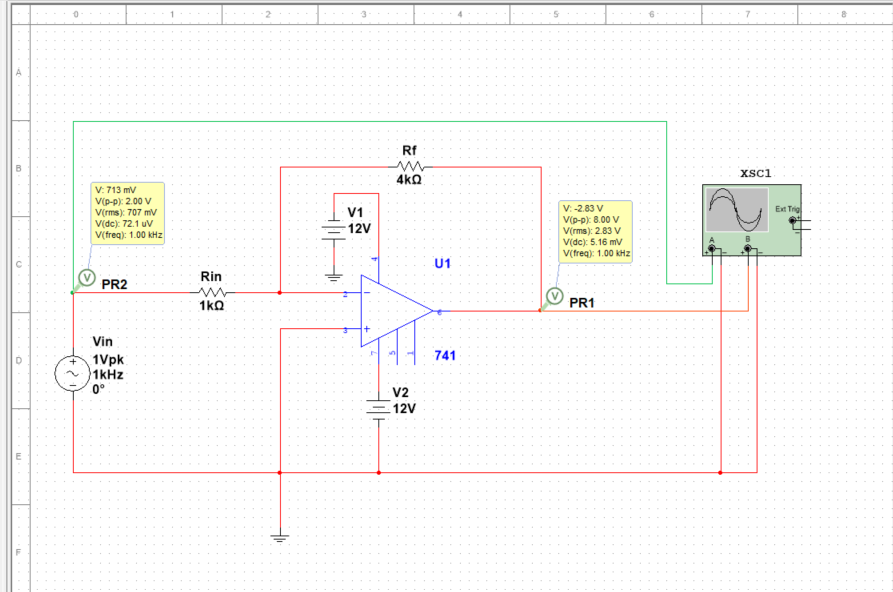 0 1 2 3 4 5 6 7 8
A
B
C
D
E
F
Rf
4kΩ
XSC1
Ext Trig
+
−
A
B
+ − + −
V: 713 mV
V(p-p): 2.00 V
V(rms): 707 mV
V(dc): 72.1 uV
V(freq): 1.00 kHz
V1
12V
V: -2.83 V
V(p-p): 8.00 V
V(rms): 2.83 V
V(dc): 5.16 mV
V(freq): 1.00 kHz
U1
4
V
PR2
Rin
1kΩ
2
−
3
+
6
V
PR1
7
5
1
741
Vin
1Vpk
1kHz
0°
+
−
V2
12V